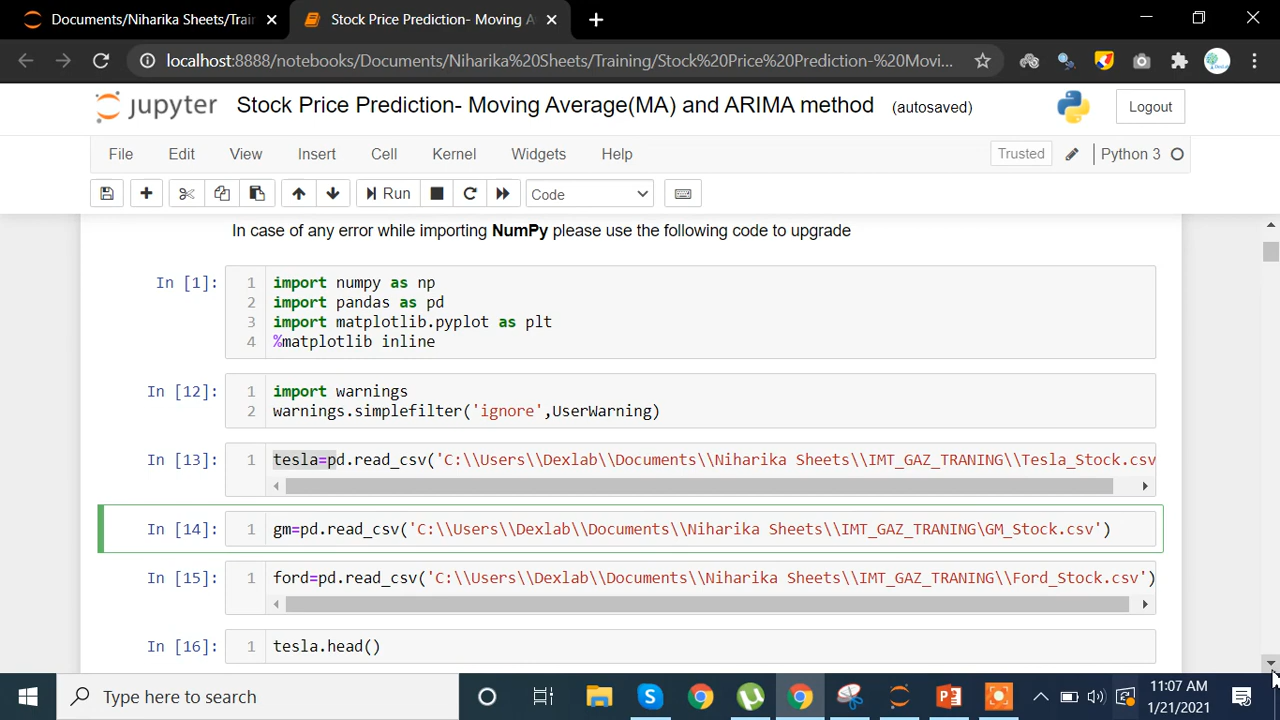 Documents/Niharika Sheets/Trai
Stock Price Prediction- Moving A
localhost:8888/notebooks/Documents/Niharika%20Sheets/Training/Stock%20Price%20Prediction-%20Movi...
jupyter Stock Price Prediction- Moving Average(MA) and ARIMA method (autosaved)
Logout
File Edit View Insert Cell Kernel Widgets Help
Trusted Python 3
Run Code
In case of any error while importing NumPy please use the following code to upgrade
In [1]:
1 import numpy as np
2 import pandas as pd
3 import matplotlib.pyplot as plt
4 %matplotlib inline
In [12]:
1 import warnings
2 warnings.simplefilter('ignore',UserWarning)
In [13]: 1 tesla=pd.read_csv('C:\\Users\\Dexlab\\Documents\\Niharika Sheets\\IMT_GAZ_TRANING\\Tesla_Stock.csv
In [14]: 1 gm=pd.read_csv('C:\\Users\\Dexlab\\Documents\\Niharika Sheets\\IMT_GAZ_TRANING\GM_Stock.csv')
In [15]: 1 ford=pd.read_csv('C:\\Users\\Dexlab\\Documents\\Niharika Sheets\\IMT_GAZ_TRANING\\Ford_Stock.csv')
In [16]: 1 tesla.head()
Type here to search
11:07 AM
1/21/2021